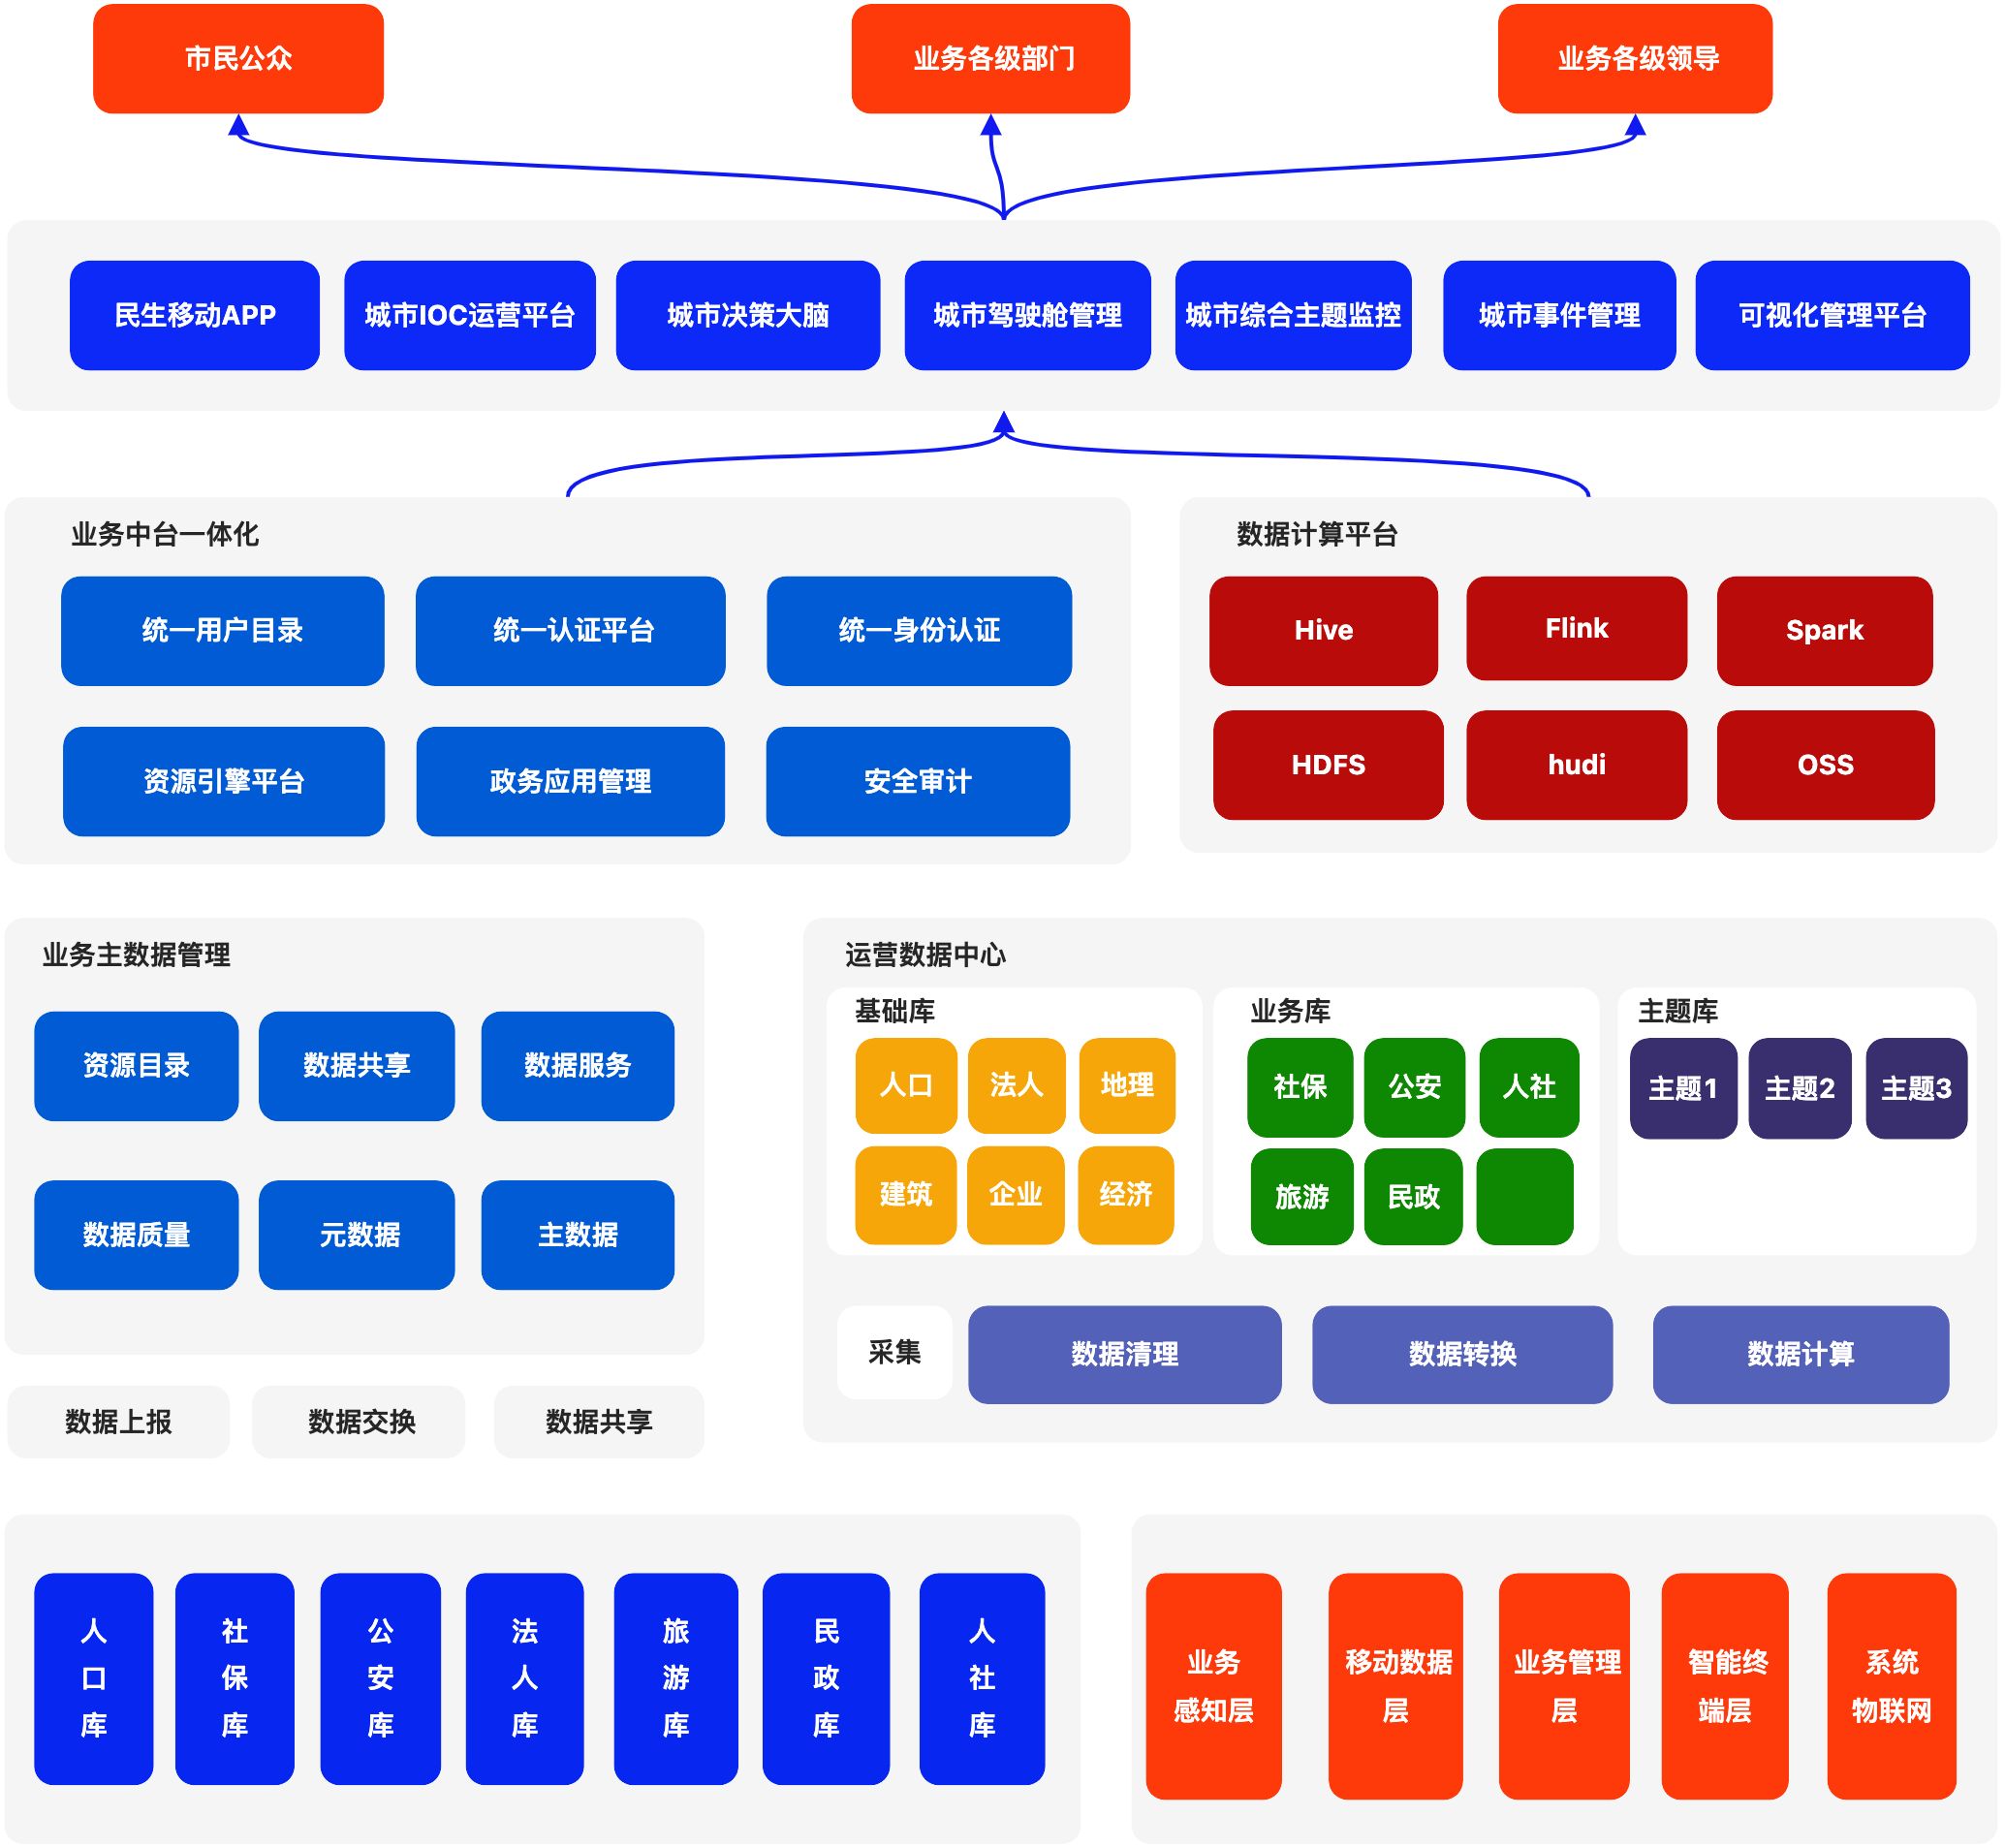 市民公众
业务各级部门
业务各级领导
民生移动APP
城市IOC运营平台
城市决策大脑
城市驾驶舱管理
城市综合主题监控
城市事件管理
可视化管理平台
业务中台一体化
统一用户目录
统一认证平台
统一身份认证
资源引擎平台
政务应用管理
安全审计
数据计算平台
Hive
Flink
Spark
HDFS
hudi
OSS
业务主数据管理
资源目录
数据共享
数据服务
数据质量
元数据
主数据
数据上报
数据交换
数据共享
运营数据中心
基础库
人口
法人
地理
建筑
企业
经济
业务库
社保
公安
人社
旅游
民政
主题库
主题1
主题2
主题3
采集
数据清理
数据转换
数据计算
人
口
库
社
保
库
公
安
库
法
人
库
旅
游
库
民
政
库
人
社
库
业务
感知层
移动数据
层
业务管理
层
智能终
端层
系统
物联网